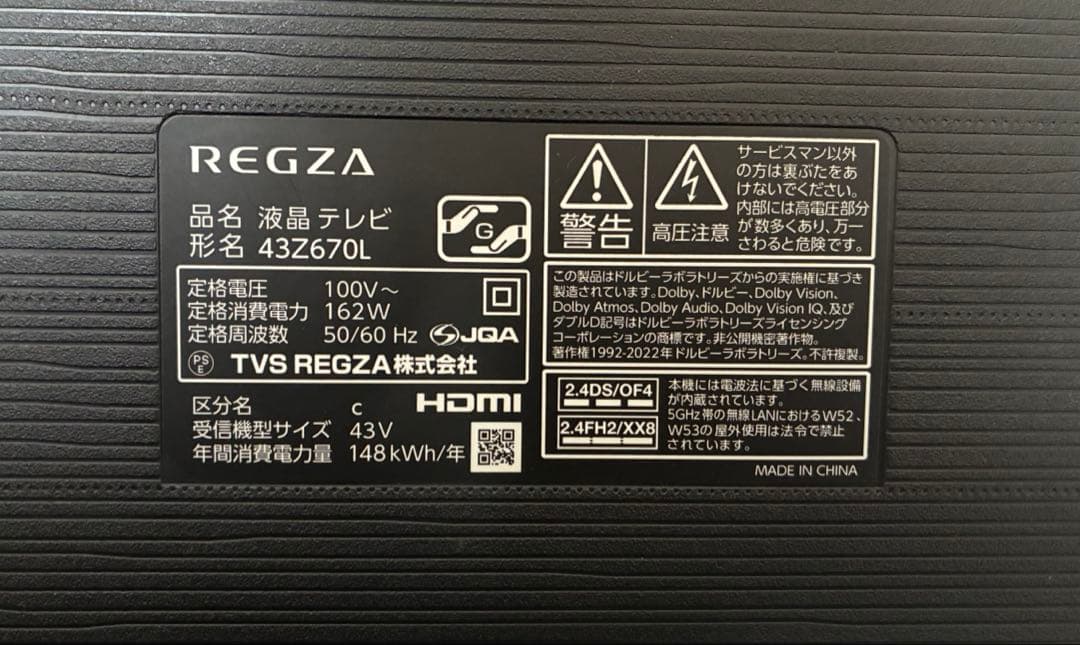 REGZA
品名 液晶テレビ
形名 43Z670L
G
定格電圧 100V～
定格消費電力 162W
定格周波数 50/60 Hz JQA
PS
E
TVS REGZA株式会社
区分名 c HDMI
受信機型サイズ 43V
年間消費電力量 148kWh/年
警告
高圧注意
サービスマン以外
の方は裏ぶたをあ
けないでください。
内部には高電圧部分
が数多くあり、万一
さわると危険です。
この製品はドルビーラボラトリーズからの実施権に基づき
製造されています。Dolby、ドルビー、Dolby Vision、
Dolby Atmos、Dolby Audio、Dolby Vision IQ、及び
ダブルD記号はドルビーラボラトリーズライセンシング
コーポレーションの商標です。非公開機密著作物。
著作権1992-2022年ドルビーラボラトリーズ。不許複製。
2.4DS/OF4
2.4FH2/XX8
本機には電波法に基づく無線設備
が内蔵されています。
5GHz帯の無線LANにおけるW52、
W53の屋外使用は法令で禁止
されています。
MADE IN CHINA